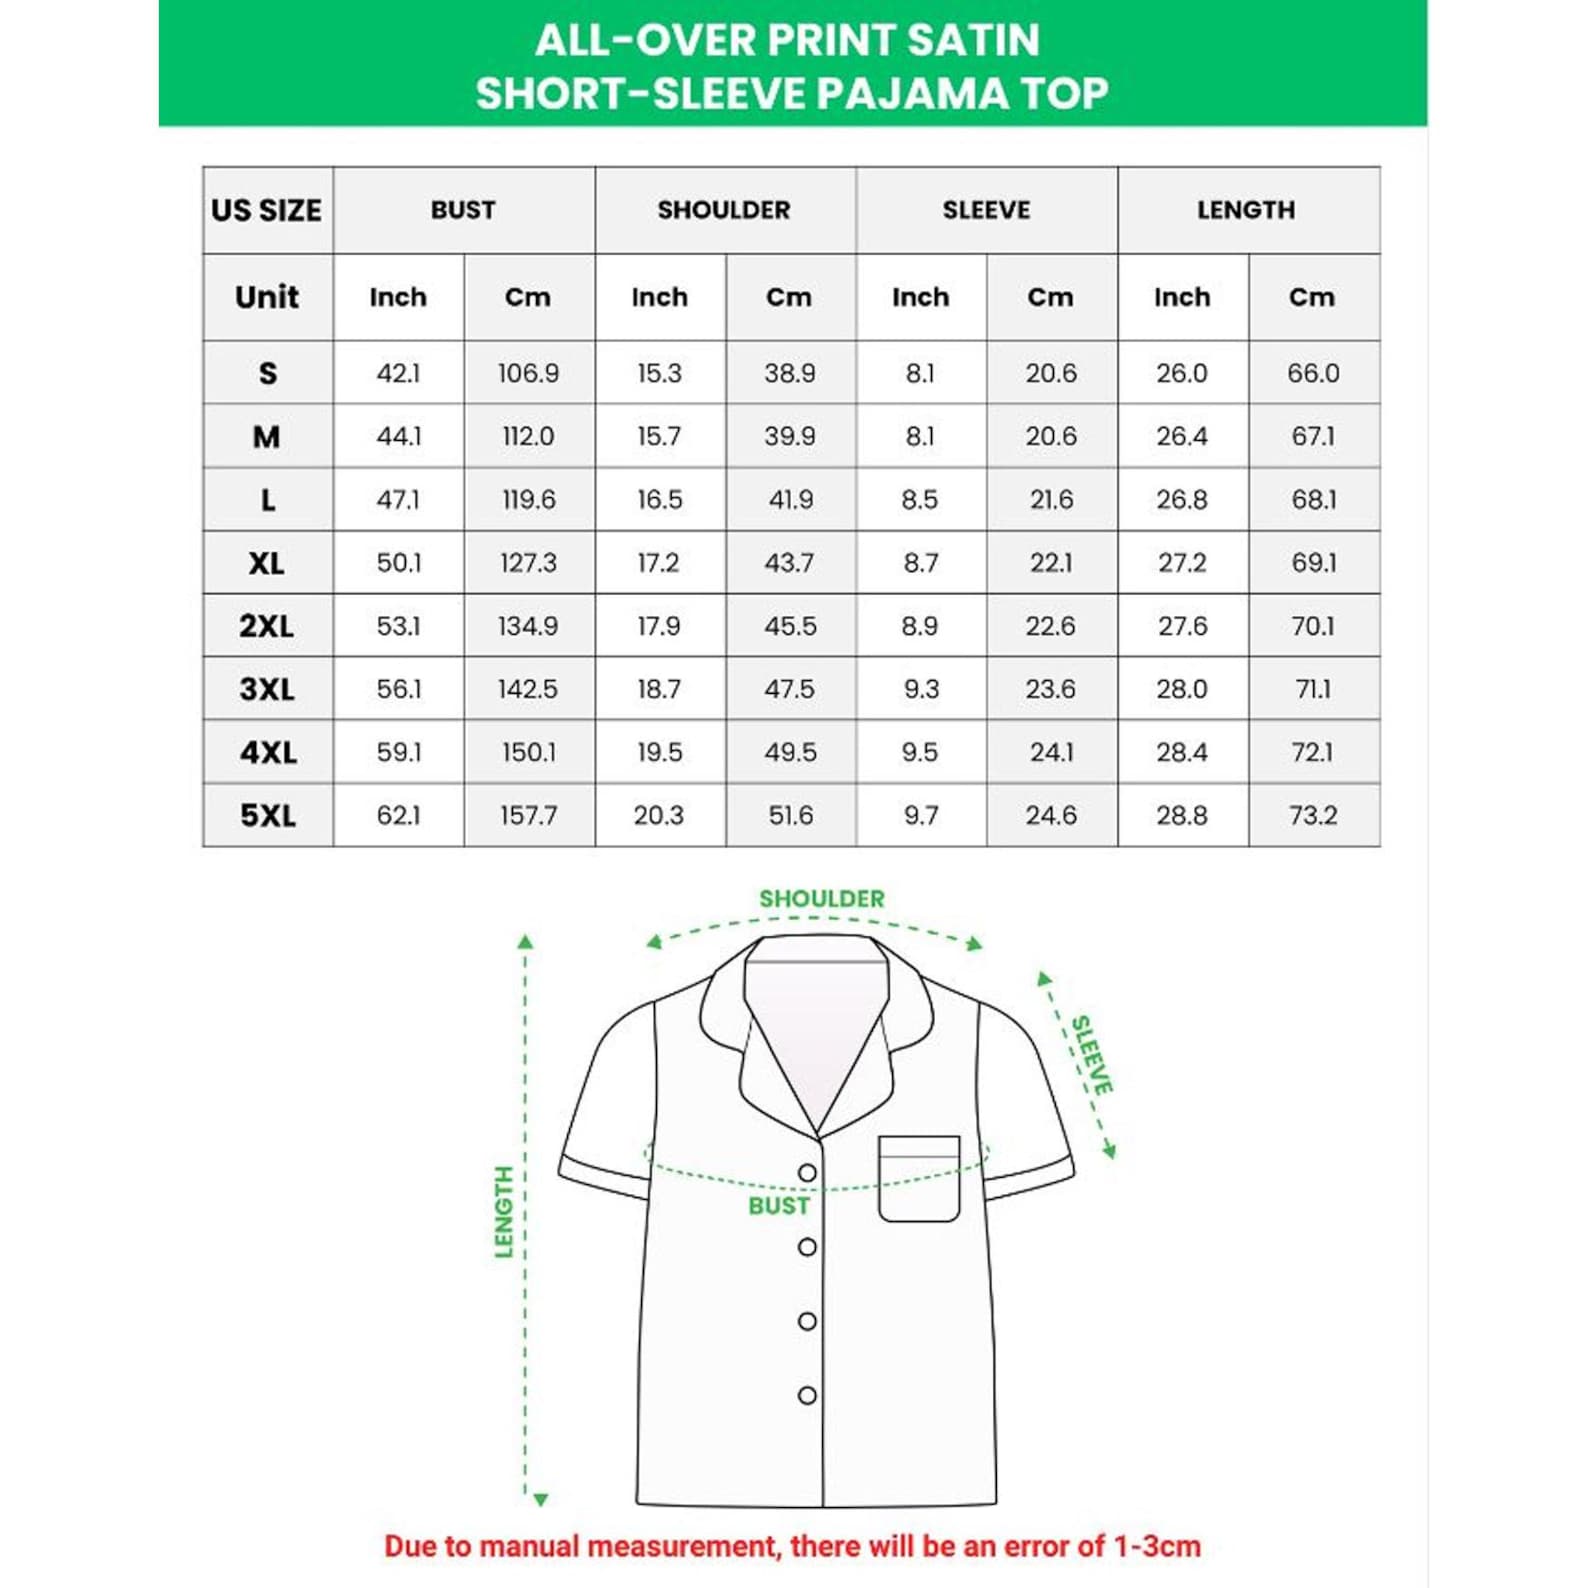 ALL-OVER PRINT SATIN
SHORT-SLEEVE PAJAMA TOP
US SIZE BUST SHOULDER SLEEVE LENGTH
Unit Inch Cm Inch Cm Inch Cm Inch Cm
S 42.1 106.9 15.3 38.9 8.1 20.6 26.0 66.0
M 44.1 112.0 15.7 39.9 8.1 20.6 26.4 67.1
L 47.1 119.6 16.5 41.9 8.5 21.6 26.8 68.1
XL 50.1 127.3 17.2 43.7 8.7 22.1 27.2 69.1
2XL 53.1 134.9 17.9 45.5 8.9 22.6 27.6 70.1
3XL 56.1 142.5 18.7 47.5 9.3 23.6 28.0 71.1
4XL 59.1 150.1 19.5 49.5 9.5 24.1 28.4 72.1
5XL 62.1 157.7 20.3 51.6 9.7 24.6 28.8 73.2
SHOULDER
SLEEVE
LENGTH
BUST
Due to manual measurement, there will be an error of 1-3cm